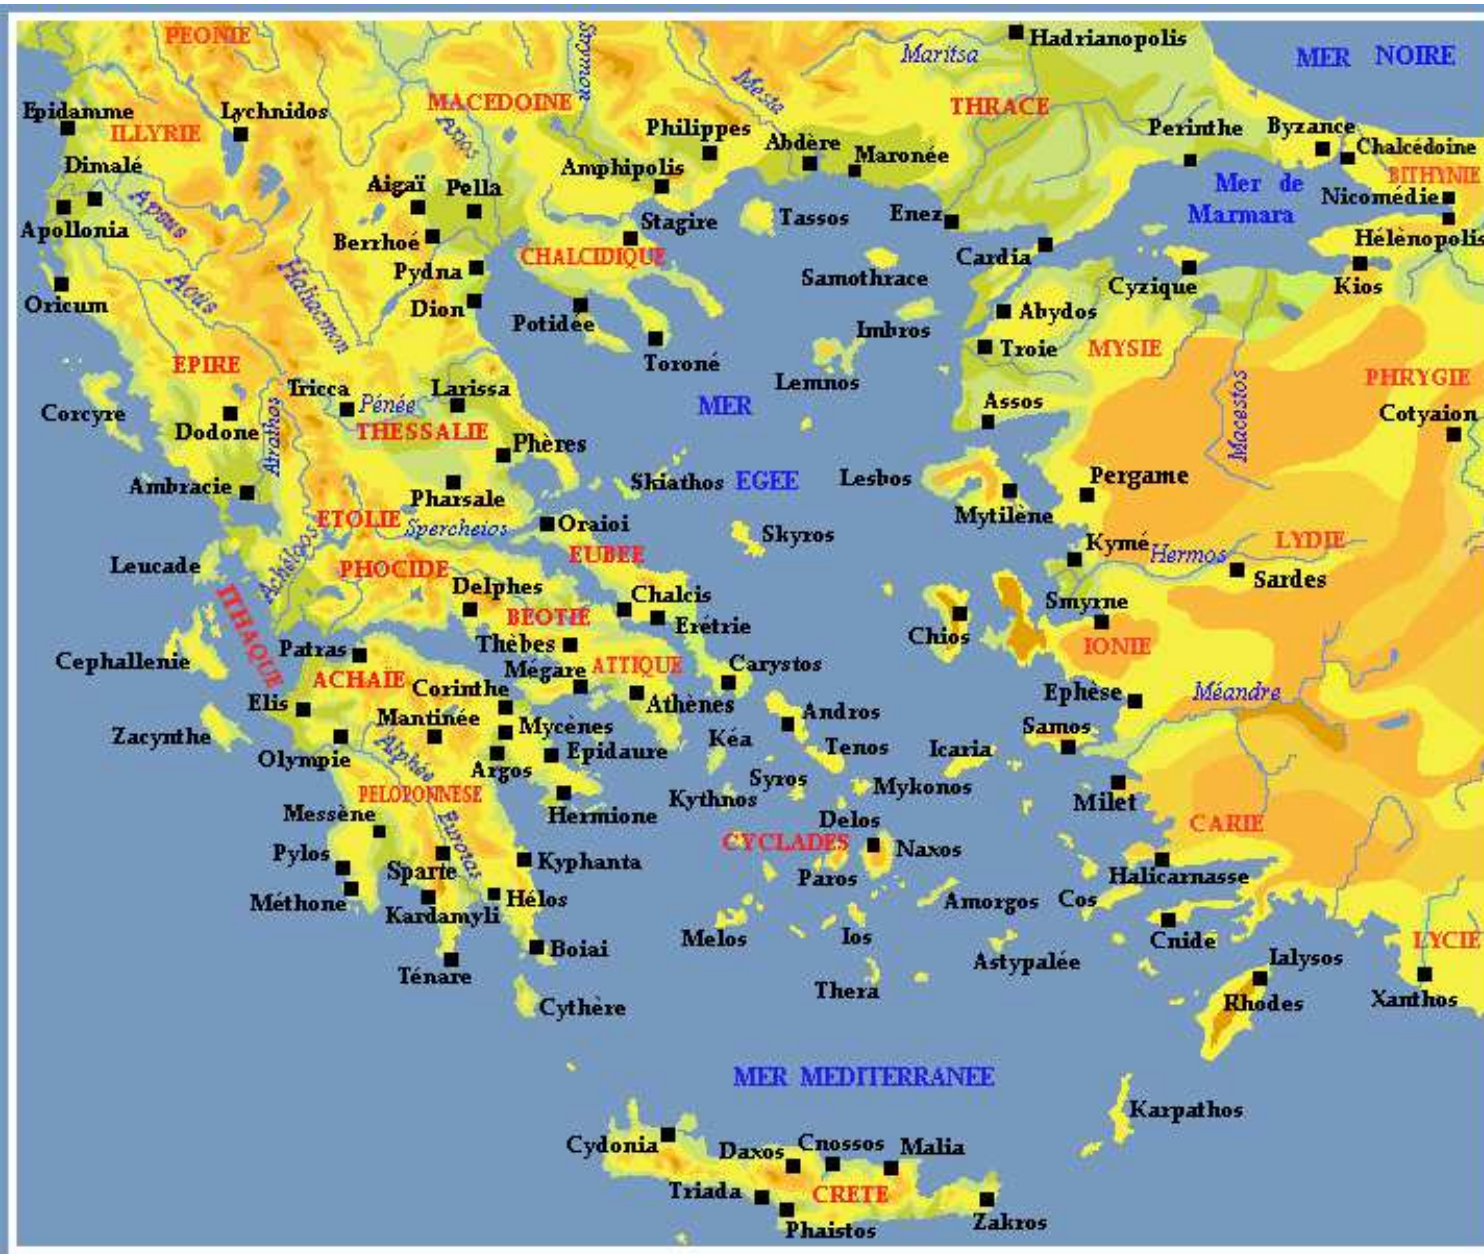 PEONIE
Strymon
Maritsa
Hadrianopolis
MER NOIRE
Epidamme
ILLYRIE
Lychnidos
MACEDOINE
Axios
Mesta
THRACE
Philippes
Abdère
Maronée
Perinthe
Byzance
Chalcédoine
BITHYNIE
Dimalé
Amphipolis
Aigaï
Pella
Mer de
Marmara
Nicomédie
Apsus
Apollonia
Stagire
Tassos
Enez
Hélènopolis
Berrhoé
CHALCIDIQUE
Cardia
Pydna
Haliacmon
Samothrace
Cyzique
Kios
Oricum
Aoüs
Dion
Potidée
Imbros
Abydos
Toroné
Troie
MYSIE
EPIRE
Lemnos
PHRYGIE
Tricca
Larissa
Pénée
MER
Assos
Macestos
Cotyaion
Corcyre
Dodone
Atrathos
THESSALIE
Phères
Ambracie
Pharsale
Skiathos
EGEE
Lesbos
Pergame
Mytilène
ETOLIE
Spercheios
Oraioi
Skyros
Kymé
Hermos
LYDIE
Sardes
Leucade
Achéloos
PHOCIDE
EUBEE
Delphes
BEOTIE
Chalcis
Erétrie
Chios
Smyrne
IONIE
ITHAQUE
Cephallenie
Patras
Thèbes
Mégare
ATTIQUE
Carystos
ACHAIE
Corinthe
Athènes
Ephèse
Méandre
Elis
Mantinée
Mycènes
Andros
Zacynthe
Olympie
Alphée
Argos
Epidaure
Kéa
Tenos
Icaria
Samos
PELOPONNESE
Hermione
Kythnos
Syros
Mykonos
Milet
Messène
Eurotas
Delos
CYCLADES
CARIE
Pylos
Sparte
Kyphanta
Naxos
Paros
Halicarnasse
Méthone
Kardamyli
Hélos
Amorgos
Cos
Boiai
Melos
Ios
Cnide
LYCIE
Ténare
Astypalée
Ialysos
Cythère
Thera
Rhodes
Xanthos
MER MEDITERRANEE
Karpathos
Cydonia
Daxos
Cnossos
Malia
Triada
CRETE
Phaistos
Zakros